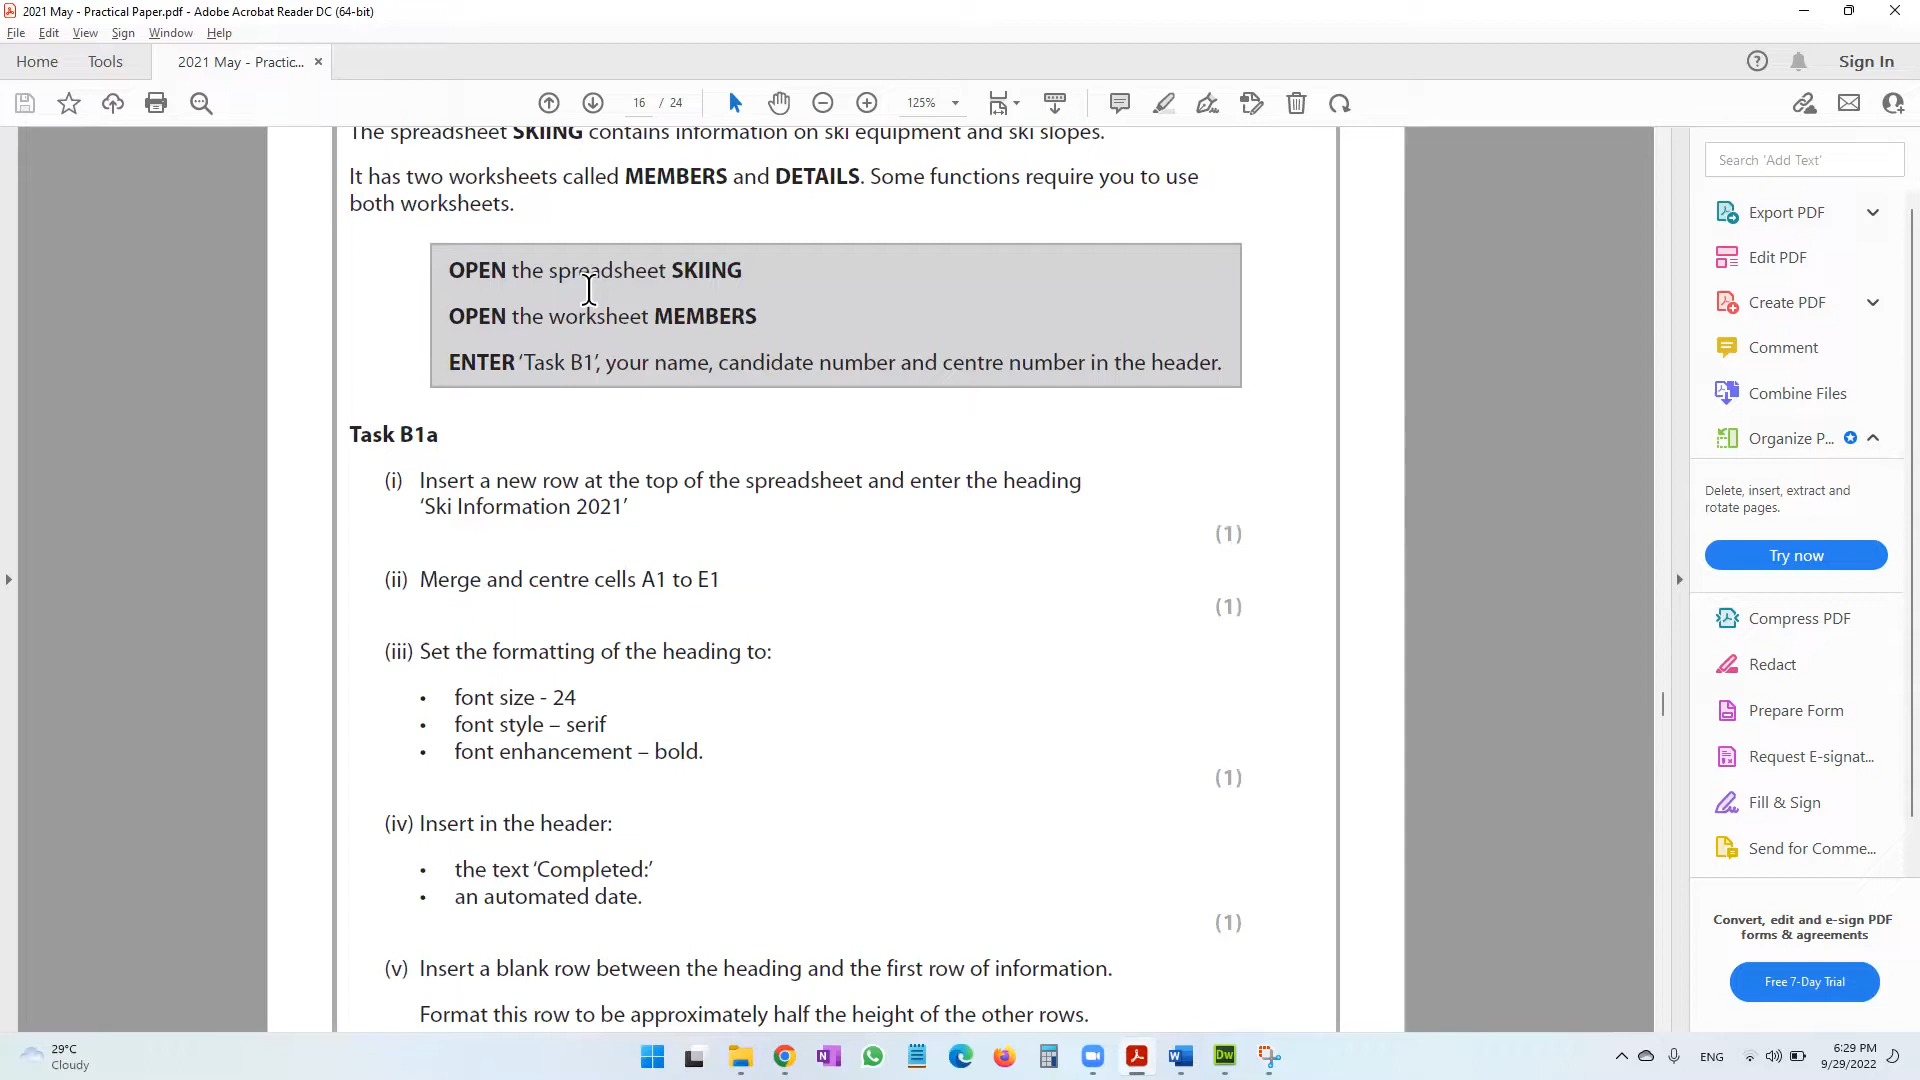 2021 May - Practical Paper.pdf - Adobe Acrobat Reader DC (64-bit)
File Edit View Sign Window Help
Home Tools 2021 May - Practic... × Sign In
16 / 24 125%
The spreadsheet SKIING contains information on ski equipment and ski slopes.
It has two worksheets called MEMBERS and DETAILS. Some functions require you to use
both worksheets.
OPEN the spreadsheet SKIING
OPEN the worksheet MEMBERS
ENTER ‘Task B1’, your name, candidate number and centre number in the header.
Task B1a
(i) Insert a new row at the top of the spreadsheet and enter the heading
‘Ski Information 2021’
(1)
(ii) Merge and centre cells A1 to E1
(1)
(iii) Set the formatting of the heading to:
• font size - 24
• font style – serif
• font enhancement – bold.
(1)
(iv) Insert in the header:
• the text ‘Completed:’
• an automated date.
(1)
(v) Insert a blank row between the heading and the first row of information.
Format this row to be approximately half the height of the other rows.
Search 'Add Text'
Export PDF
Edit PDF
Create PDF
Comment
Combine Files
Organize P...
Delete, insert, extract and
rotate pages.
Try now
Compress PDF
Redact
Prepare Form
Request E-signat...
Fill & Sign
Send for Comme...
Convert, edit and e-sign PDF
forms & agreements
Free 7-Day Trial
29°C
Cloudy
Dw
ENG
6:29 PM
9/29/2022